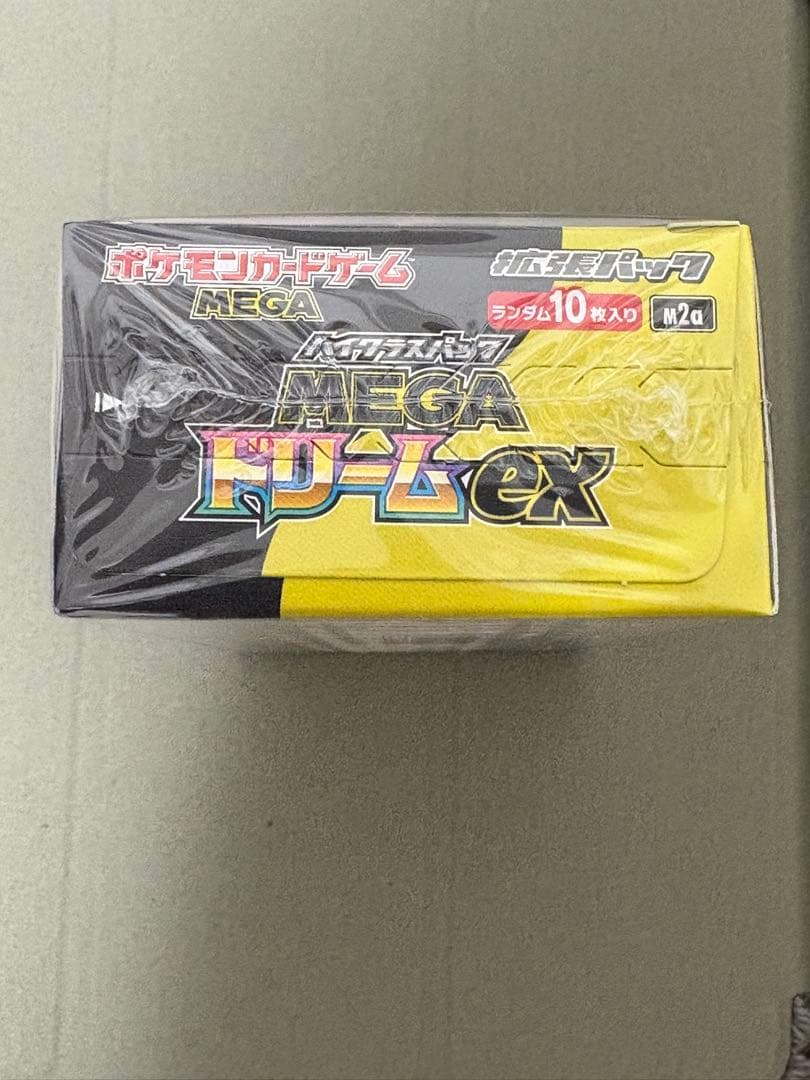 ポケモンカードゲーム
MEGA
拡張パック
ランダム10枚入り
M2a
ハイクラスパック
MEGA
ドリームex